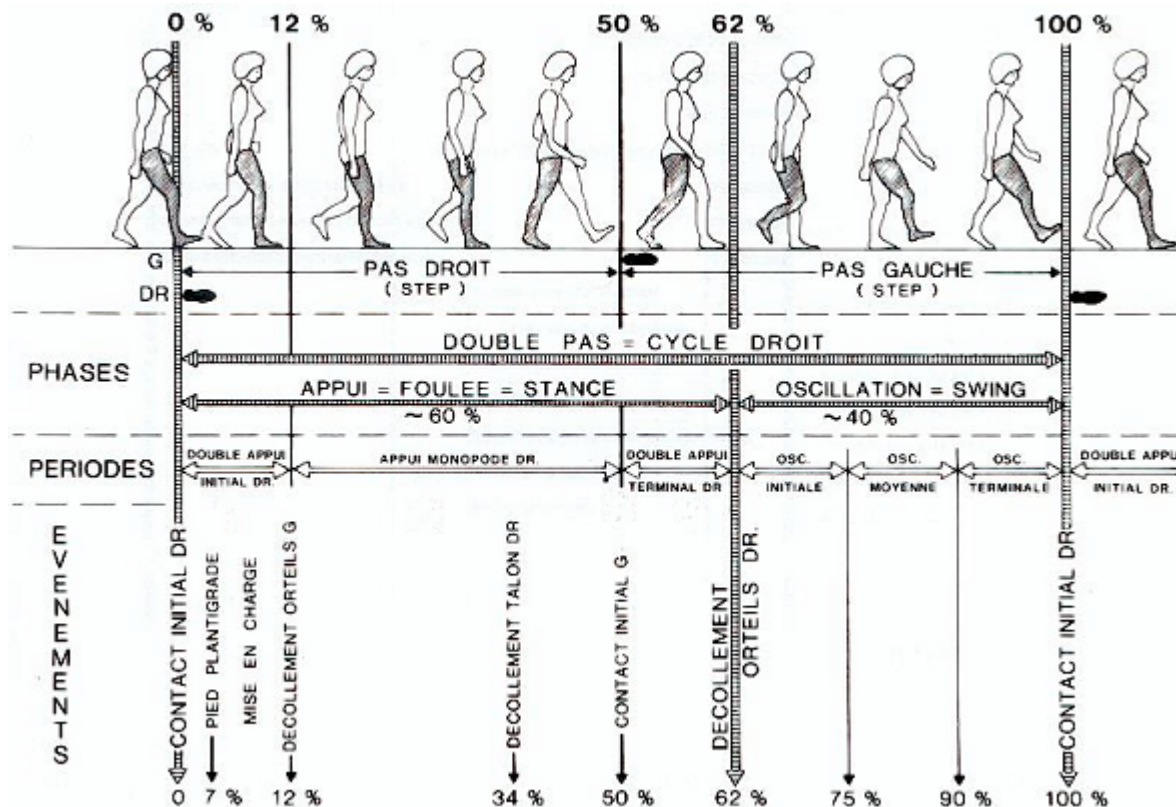 0 % 12 % 50 % 62 % 100 %
G
PAS DROIT PAS GAUCHE
( STEP ) ( STEP )
DR
DOUBLE PAS = CYCLE DROIT
PHASES
APPUI = FOULEE = STANCE OSCILLATION = SWING
~ 60 % ~ 40 %
PERIODES
DOUBLE APPUI APPUI MONOPODE DR. DOUBLE APPUI OSC. OSC. OSC. DOUBLE APPUI
INITIAL DR. TERMINAL DR INITIALE MOYENNE TERMINALE INITIAL DR.
EVENEMENTS
CONTACT INITIAL DR
PIED PLANTIGRADE
MISE EN CHARGE
DECOLLEMENT ORTEILS G
DECOLLEMENT TALON DR
CONTACT INITIAL G
DECOLLEMENT
ORTEILS DR.
CONTACT INITIAL DR
0 7 % 12 % 34 % 50 % 62 % 75 % 90 % 100 %